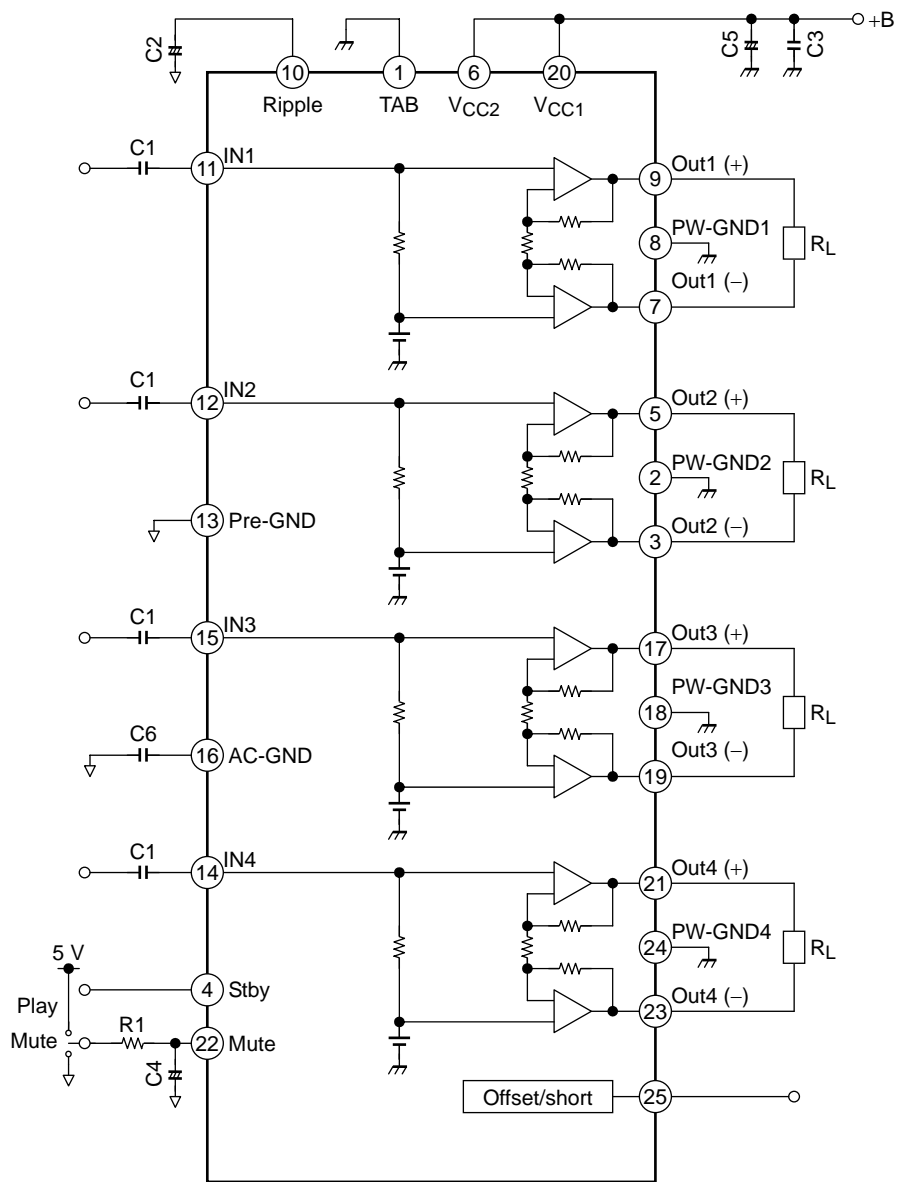 +B
C2
C5
C3
10
1
6
20
Ripple
TAB
VCC2
VCC1
C1
11
IN1
9
Out1 (+)
8
PW-GND1
RL
7
Out1 (−)
C1
12
IN2
5
Out2 (+)
2
PW-GND2
RL
13
Pre-GND
3
Out2 (−)
C1
15
IN3
17
Out3 (+)
18
PW-GND3
RL
C6
16
AC-GND
19
Out3 (−)
C1
14
IN4
21
Out4 (+)
24
PW-GND4
RL
5 V
4
Stby
23
Out4 (−)
Play
Mute
R1
22
Mute
C4
Offset/short
25